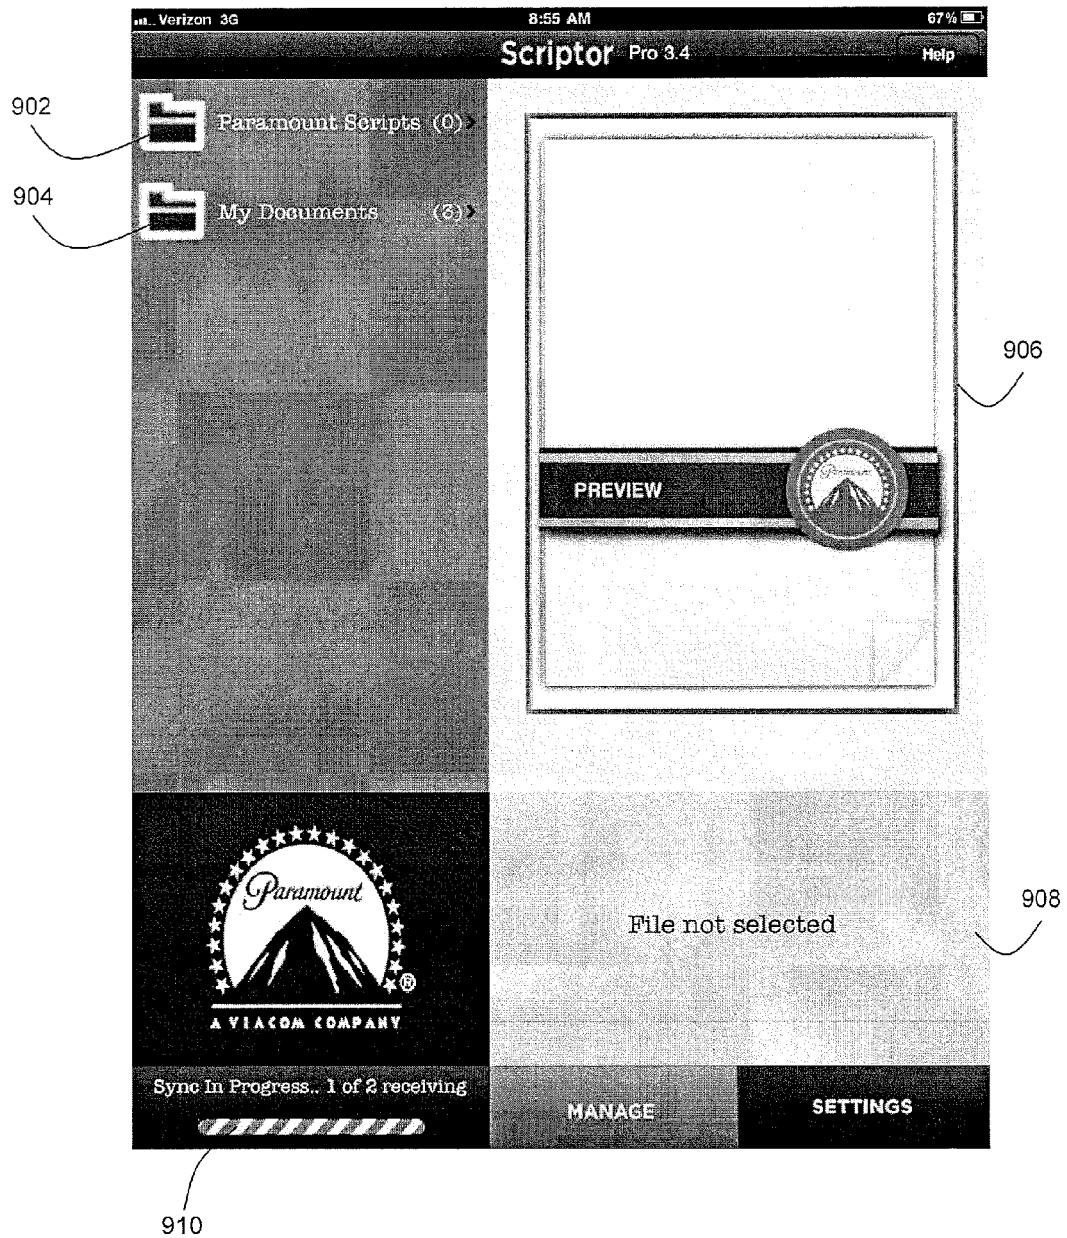 Verizon 3G 8:55 AM 67%
Scriptor Pro 3.4 Help
902
Paramount Scripts (0)
904
My Documents (3)
906
PREVIEW
Paramount
Paramount
®
A VIACOM COMPANY
File not selected
908
Sync In Progress.. 1 of 2 receiving
MANAGE
SETTINGS
910